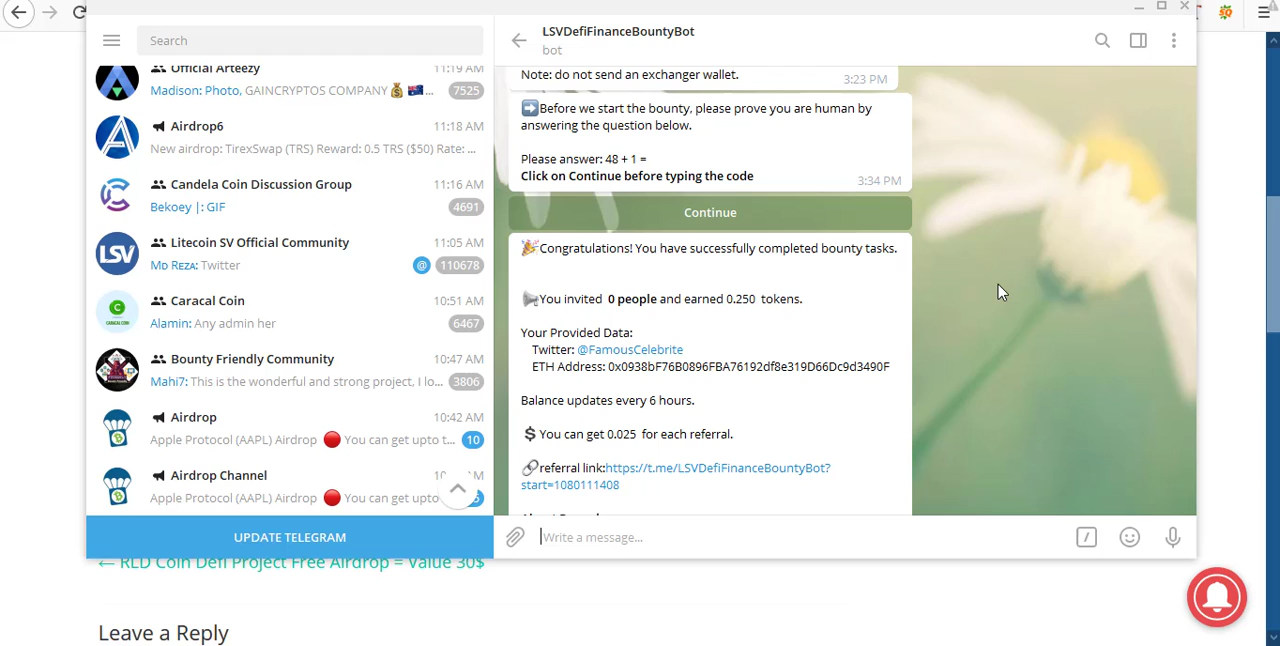 Search
Official Arteezy 11:19 AM
Madison: Photo, GAINCRYPTOS COMPANY 💰 🇦🇺 ... 7525
Airdrop6 11:18 AM
New airdrop: TirexSwap (TRS) Reward: 0.5 TRS ($50) Rate: ...
Candela Coin Discussion Group 11:16 AM
Bekoey |: GIF 4691
Litecoin SV Official Community 11:05 AM
LSV
MD REZA: Twitter @ 110678
Caracal Coin 10:51 AM
Alamin: Any admin her 6467
CARACAL COIN
Bounty Friendly Community 10:47 AM
Mahi7: This is the wonderful and strong project, I lo... 3806
Airdrop 10:42 AM
Apple Protocol (AAPL) Airdrop 🔴 You can get upto t... 10
Airdrop Channel
Apple Protocol (AAPL) Airdrop 🔴 You can get upto
UPDATE TELEGRAM
LSVDefiFinanceBountyBot
bot
Note: do not send an exchanger wallet. 3:23 PM
➡️Before we start the bounty, please prove you are human by
answering the question below.
Please answer: 48 + 1 =
Click on Continue before typing the code 3:34 PM
Continue
🎉Congratulations! You have successfully completed bounty tasks.
📢You invited 0 people and earned 0.250 tokens.
Your Provided Data:
Twitter: @FamousCelebrite
ETH Address: 0x0938bF76B0896FBA76192df8e319D66Dc9d3490F
Balance updates every 6 hours.
💲You can get 0.025 for each referral.
🔗referral link:https://t.me/LSVDefiFinanceBountyBot?
start=1080111408
Write a message...
← RED Coin Defi Project Free Airdrop = Value 30$
Leave a Reply